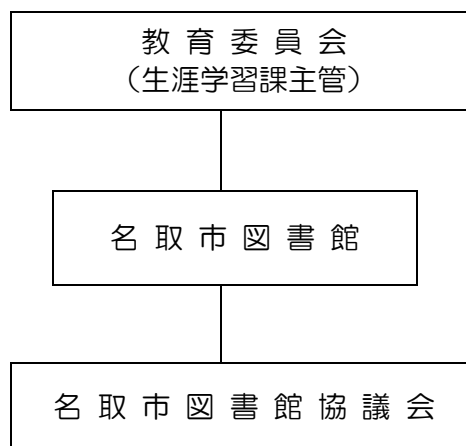 教育委員会
（生涯学習課主管）
名取市図書館
名取市図書館協議会